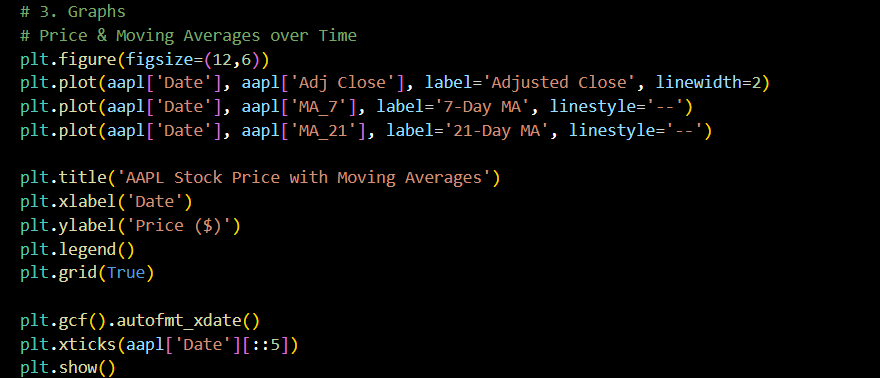 # 3. Graphs
# Price & Moving Averages over Time
plt.figure(figsize=(12,6))
plt.plot(aapl['Date'], aapl['Adj Close'], label='Adjusted Close', linewidth=2)
plt.plot(aapl['Date'], aapl['MA_7'], label='7-Day MA', linestyle='--')
plt.plot(aapl['Date'], aapl['MA_21'], label='21-Day MA', linestyle='--')
plt.title('AAPL Stock Price with Moving Averages')
plt.xlabel('Date')
plt.ylabel('Price ($)')
plt.legend()
plt.grid(True)
plt.gcf().autofmt_xdate()
plt.xticks(aapl['Date'][::5])
plt.show()